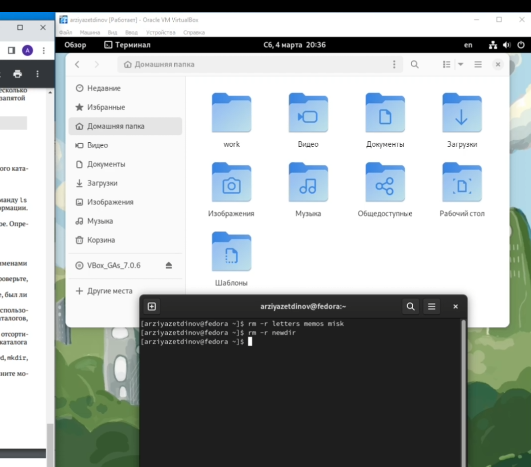 arziyazetdinov [Работает] - Oracle VM VirtualBox
Файл Машина Вид Ввод Устройства Справка
Обзор Терминал Сб, 4 марта 20:36 en
Домашняя папка
есколько
запятой
ого ката-
манду ls
ормации.
ре. Опре-
именами
роверьте,
е, был ли
использо-
аталогов,
отсорти-
каталога
d, mkdir,
ните мо-
Недавние
Избранные
Домашняя папка
Видео
Документы
Загрузки
Изображения
Музыка
Корзина
VBox_GAs_7.0.6
Другие места
work Видео Документы Загрузки
Изображения Музыка Общедоступные Рабочий стол
Шаблоны
arziyazetdinov@fedora:~
[arziyazetdinov@fedora ~]$ rm -r letters memos misk
[arziyazetdinov@fedora ~]$ rm -r newdir
[arziyazetdinov@fedora ~]$